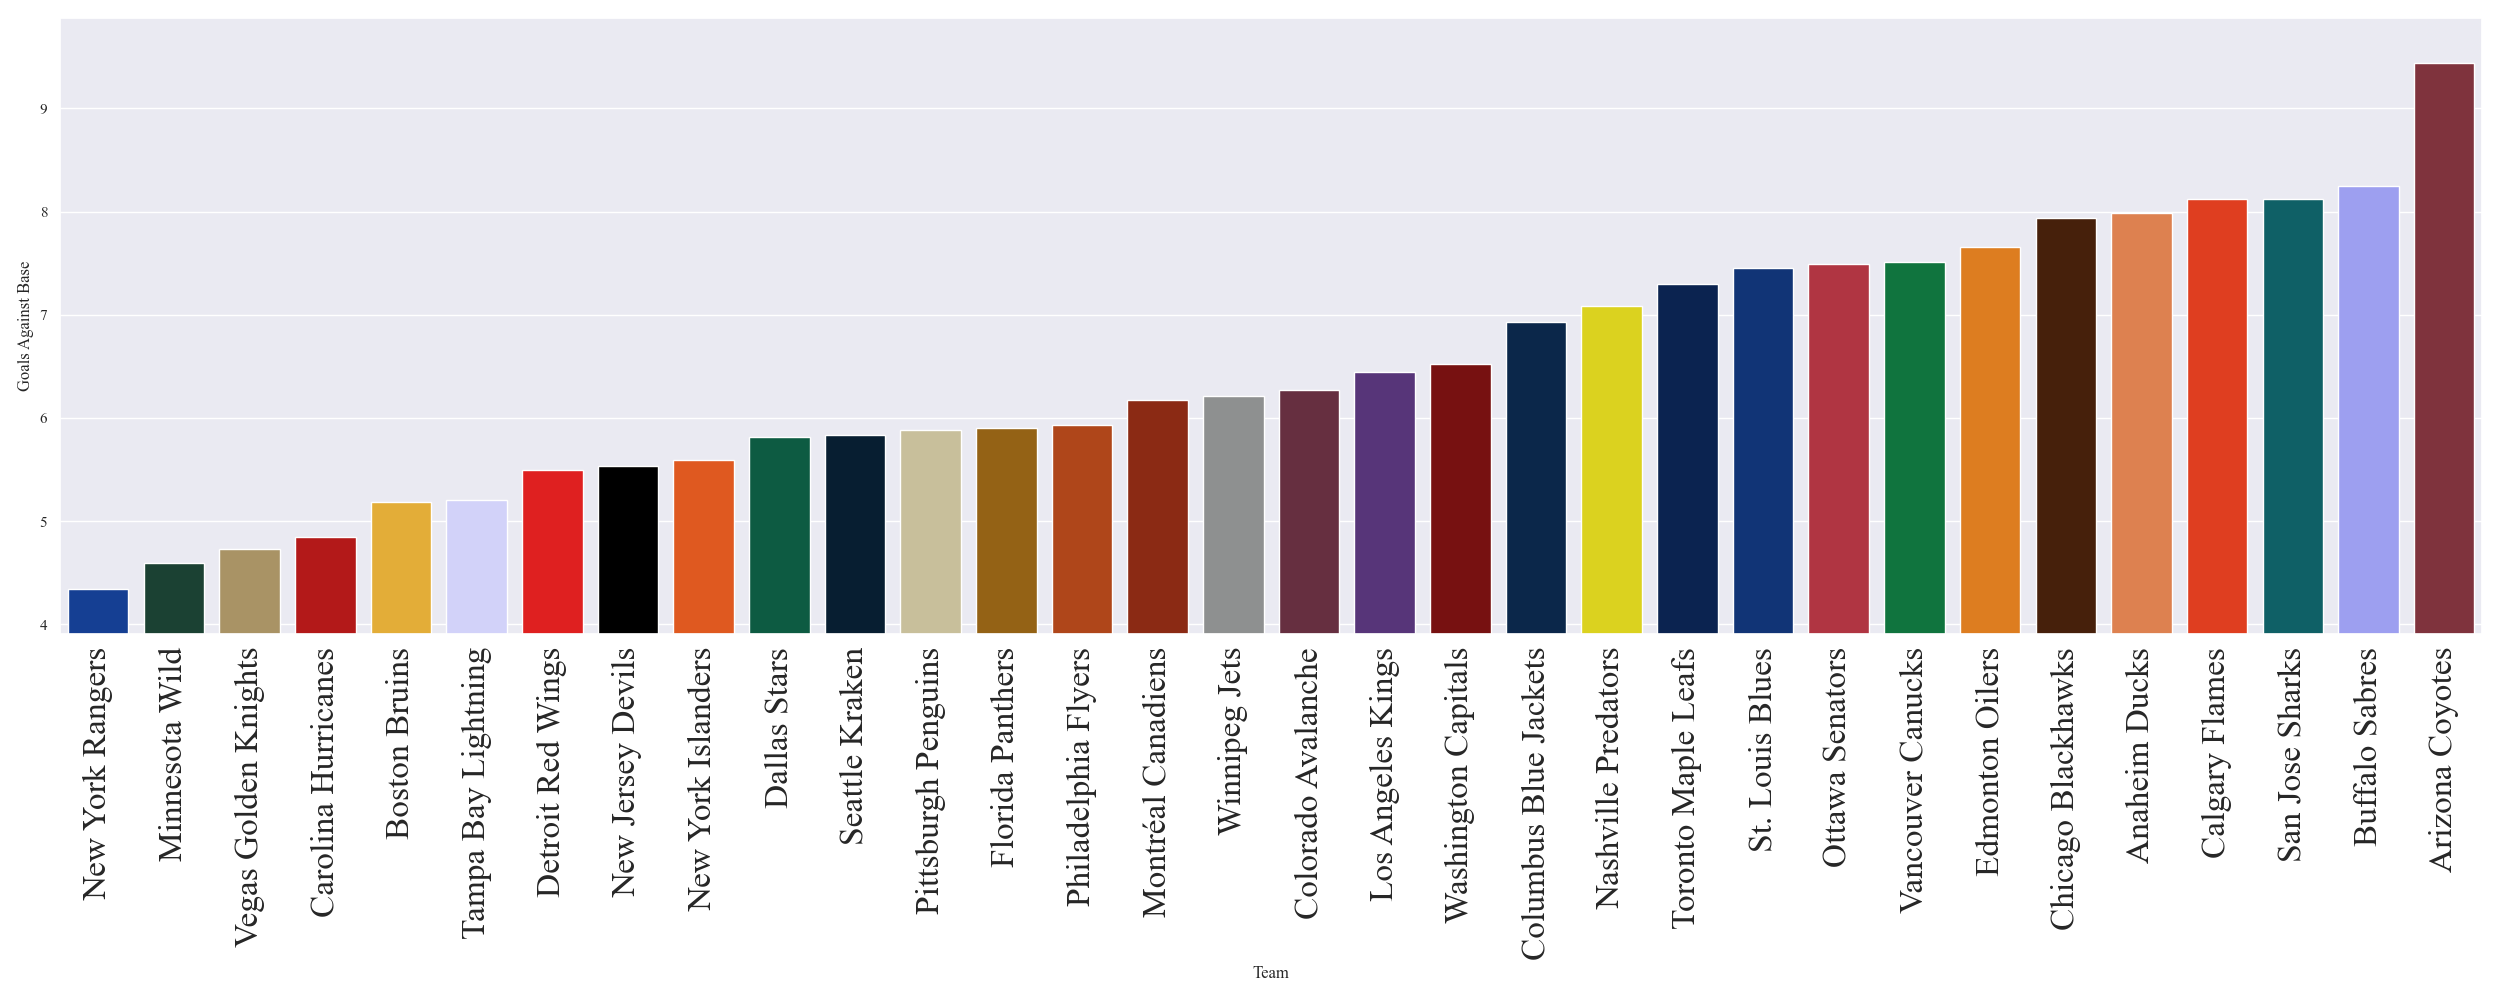 Goals Against Base
9
8
7
6
5
4
New York Rangers
Minnesota Wild
Vegas Golden Knights
Carolina Hurricanes
Boston Bruins
Tampa Bay Lightning
Detroit Red Wings
New Jersey Devils
New York Islanders
Dallas Stars
Seattle Kraken
Pittsburgh Penguins
Florida Panthers
Philadelphia Flyers
Montréal Canadiens
Winnipeg Jets
Colorado Avalanche
Los Angeles Kings
Washington Capitals
Columbus Blue Jackets
Nashville Predators
Toronto Maple Leafs
St. Louis Blues
Ottawa Senators
Vancouver Canucks
Edmonton Oilers
Chicago Blackhawks
Anaheim Ducks
Calgary Flames
San Jose Sharks
Buffalo Sabres
Arizona Coyotes
Team